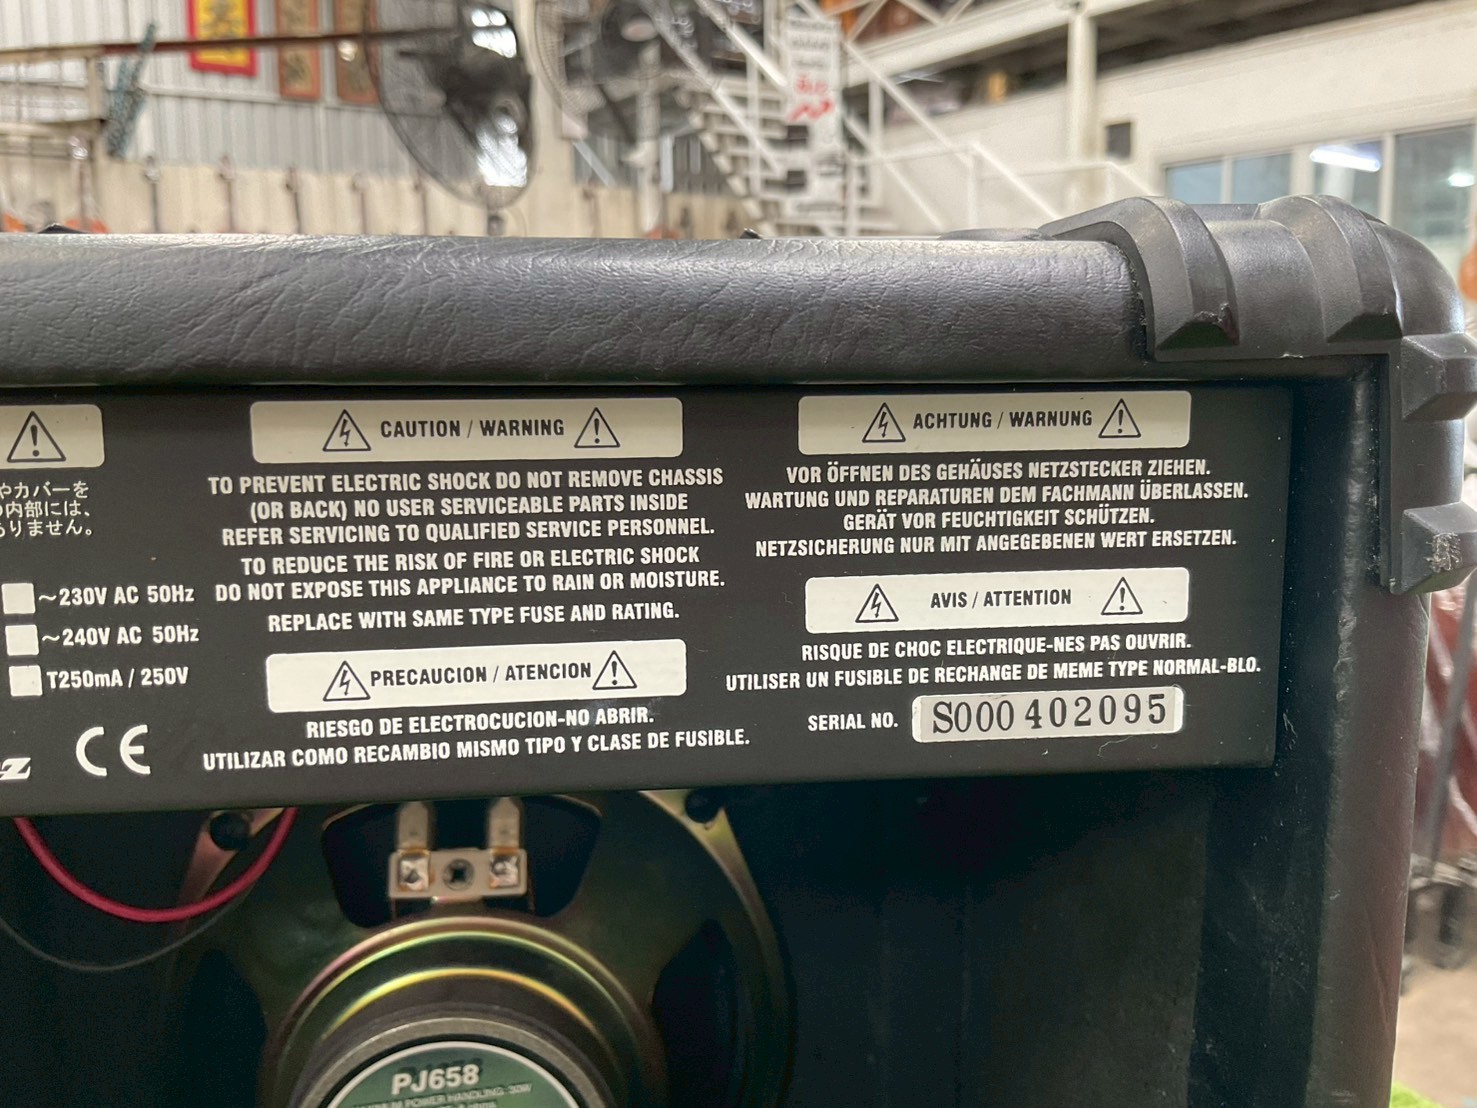 やカバーを
の内部には、
ありません。
~230V AC 50Hz
~240V AC 50Hz
T250mA / 250V
CE
CAUTION / WARNING
TO PREVENT ELECTRIC SHOCK DO NOT REMOVE CHASSIS
(OR BACK) NO USER SERVICEABLE PARTS INSIDE
REFER SERVICING TO QUALIFIED SERVICE PERSONNEL.
TO REDUCE THE RISK OF FIRE OR ELECTRIC SHOCK
DO NOT EXPOSE THIS APPLIANCE TO RAIN OR MOISTURE.
REPLACE WITH SAME TYPE FUSE AND RATING.
PRECAUCION / ATENCION
RIESGO DE ELECTROCUCION-NO ABRIR.
UTILIZAR COMO RECAMBIO MISMO TIPO Y CLASE DE FUSIBLE.
ACHTUNG / WARNUNG
VOR ÖFFNEN DES GEHÄUSES NETZSTECKER ZIEHEN.
WARTUNG UND REPARATUREN DEM FACHMANN ÜBERLASSEN.
GERÄT VOR FEUCHTIGKEIT SCHÜTZEN.
NETZSICHERUNG NUR MIT ANGEGEBENEN WERT ERSETZEN.
AVIS / ATTENTION
RISQUE DE CHOC ELECTRIQUE-NES PAS OUVRIR.
UTILISER UN FUSIBLE DE RECHANGE DE MEME TYPE NORMAL-BLO.
SERIAL NO. S000402095
PJ658
POWER HANDLING: 30W